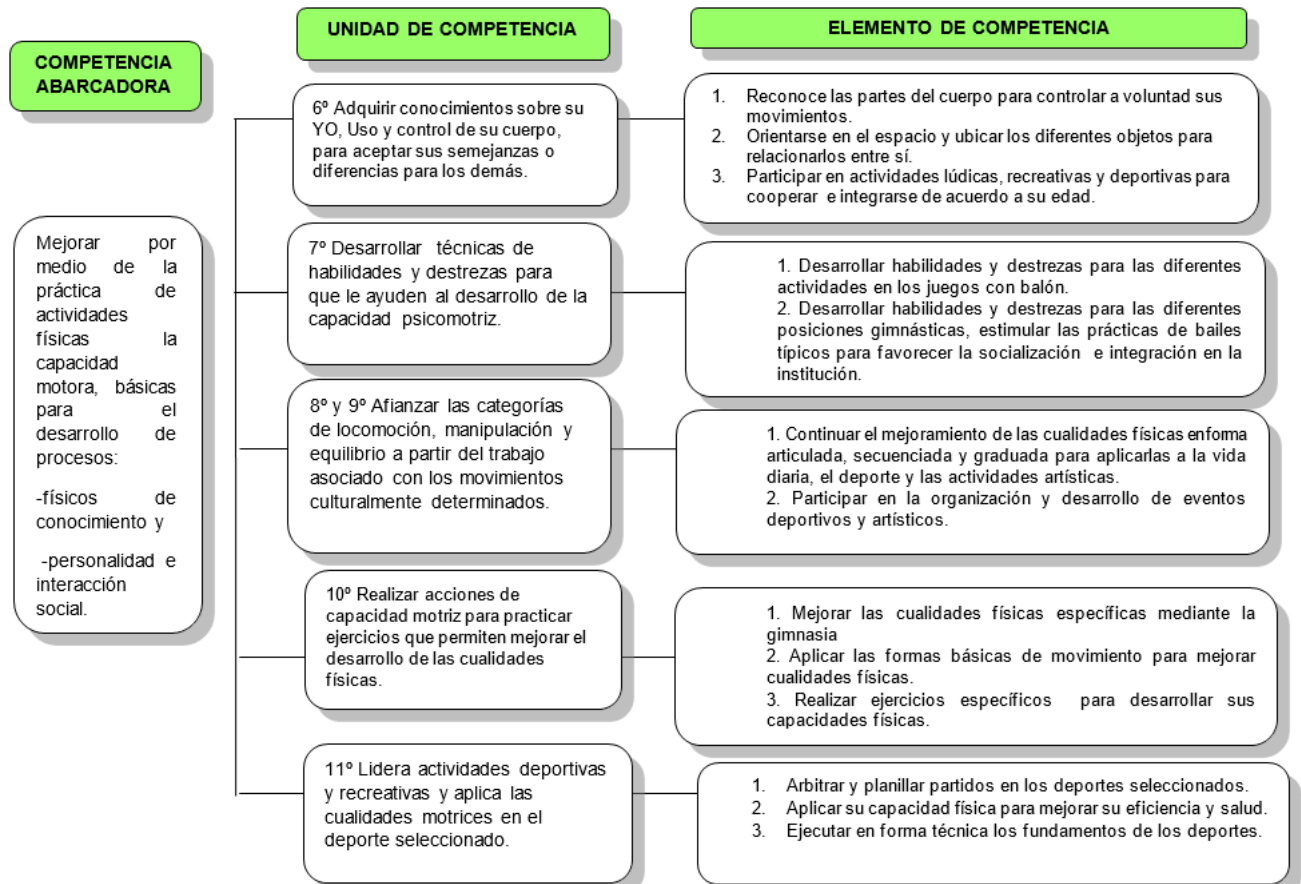 COMPETENCIA
ABARCADORA
Mejorar por
medio de la
práctica de
actividades
físicas la
capacidad
motora, básicas
para el
desarrollo de
procesos:
-físicos de
conocimiento y
-personalidad e
interacción
social.
UNIDAD DE COMPETENCIA
ELEMENTO DE COMPETENCIA
6º Adquirir conocimientos sobre su
YO, Uso y control de su cuerpo,
para aceptar sus semejanzas o
diferencias para los demás.
1. Reconoce las partes del cuerpo para controlar a voluntad sus
movimientos.
2. Orientarse en el espacio y ubicar los diferentes objetos para
relacionarlos entre sí.
3. Participar en actividades lúdicas, recreativas y deportivas para
cooperar e integrarse de acuerdo a su edad.
7º Desarrollar técnicas de
habilidades y destrezas para
que le ayuden al desarrollo de la
capacidad psicomotriz.
1. Desarrollar habilidades y destrezas para las diferentes
actividades en los juegos con balón.
2. Desarrollar habilidades y destrezas para las diferentes
posiciones gimnásticas, estimular las prácticas de bailes
típicos para favorecer la socialización e integración en la
institución.
8º y 9º Afianzar las categorías
de locomoción, manipulación y
equilibrio a partir del trabajo
asociado con los movimientos
culturalmente determinados.
1. Continuar el mejoramiento de las cualidades físicas enforma
articulada, secuenciada y graduada para aplicarlas a la vida
diaria, el deporte y las actividades artísticas.
2. Participar en la organización y desarrollo de eventos
deportivos y artísticos.
10º Realizar acciones de
capacidad motriz para practicar
ejercicios que permiten mejorar el
desarrollo de las cualidades
físicas.
1. Mejorar las cualidades físicas específicas mediante la
gimnasia
2. Aplicar las formas básicas de movimiento para mejorar
cualidades físicas.
3. Realizar ejercicios específicos para desarrollar sus
capacidades físicas.
11º Lidera actividades deportivas
y recreativas y aplica las
cualidades motrices en el
deporte seleccionado.
1. Arbitrar y planillar partidos en los deportes seleccionados.
2. Aplicar su capacidad física para mejorar su eficiencia y salud.
3. Ejecutar en forma técnica los fundamentos de los deportes.